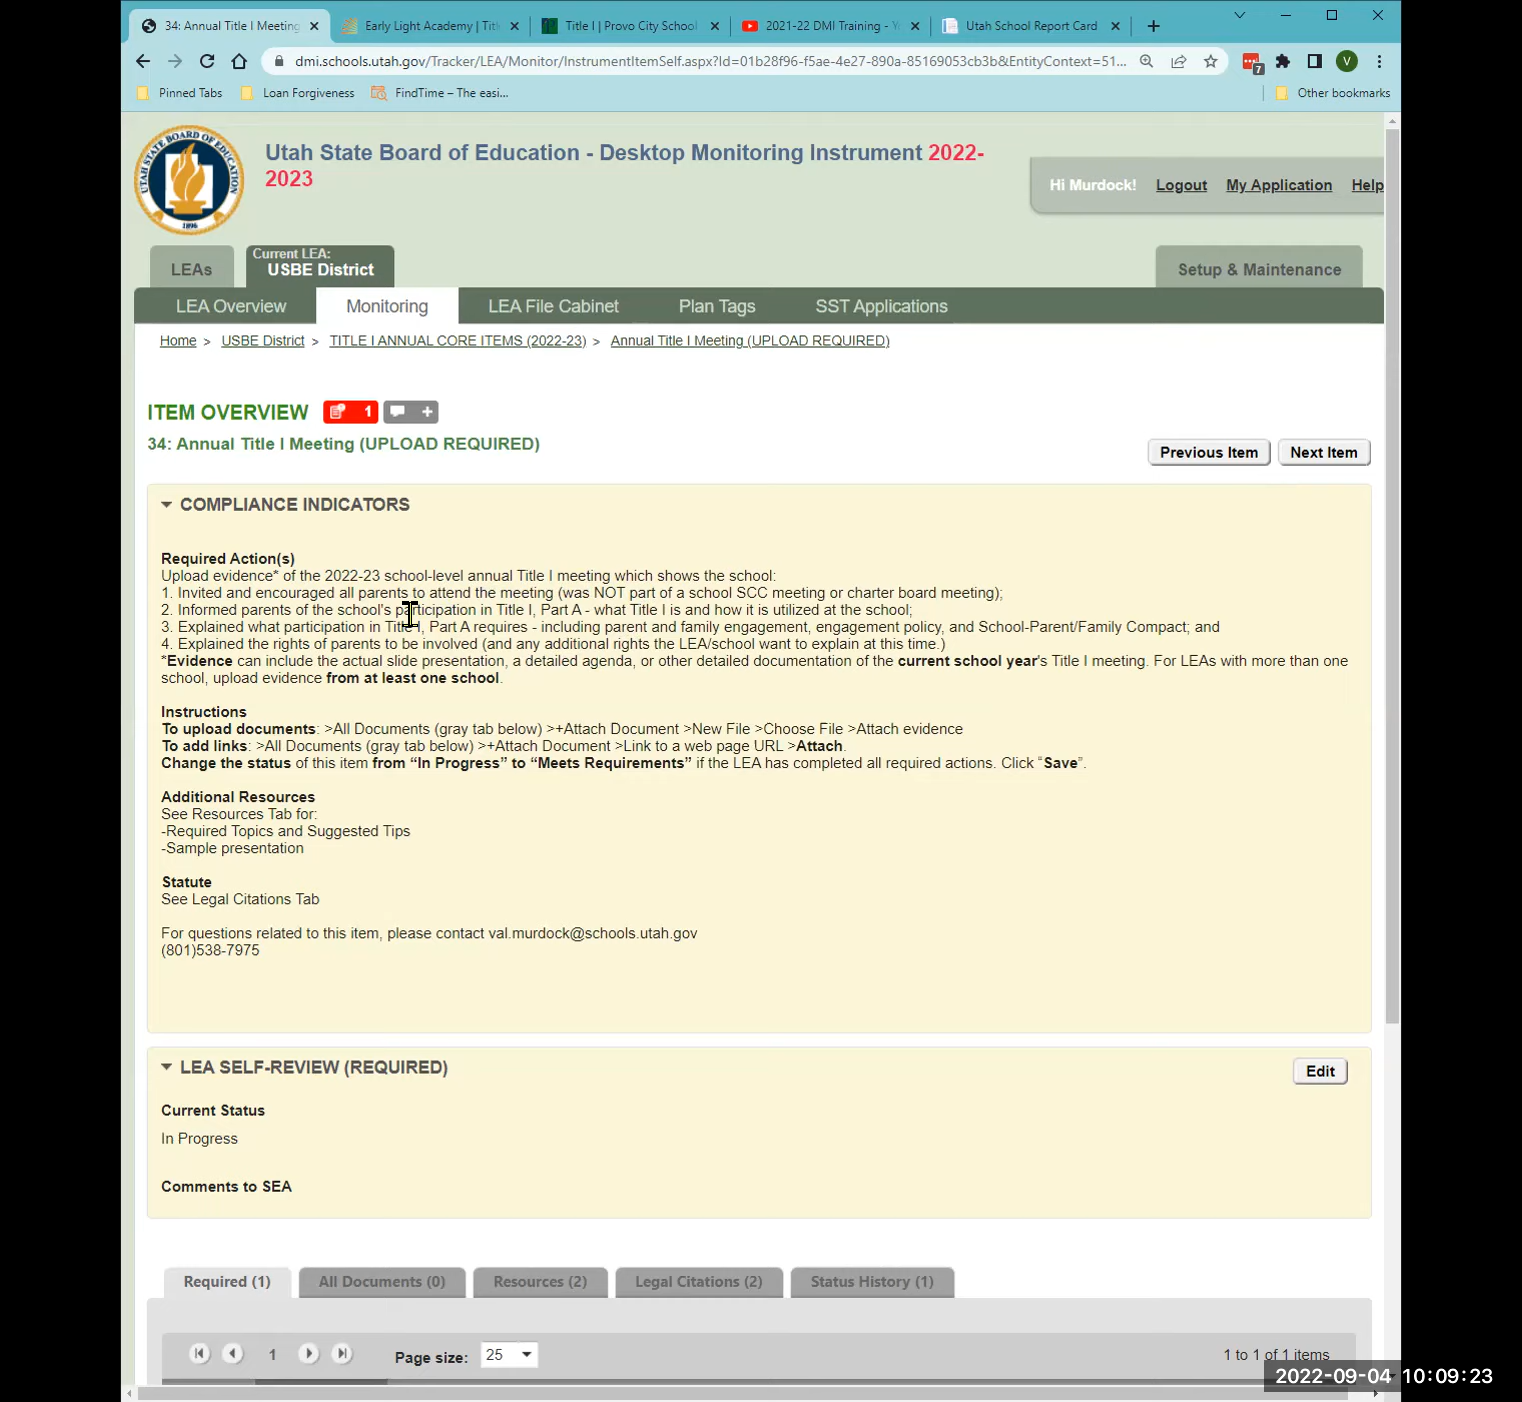 34: Annual Title I Meeting
Early Light Academy | Titl
Title I | Provo City School
2021-22 DMI Training - Y
Utah School Report Card
dmi.schools.utah.gov/Tracker/LEA/Monitor/InstrumentItemSelf.aspx?Id=01b28f96-f5ae-4e27-890a-85169053cb3b&EntityContext=51...
7
V
Pinned Tabs
Loan Forgiveness
FindTime – The easi...
Other bookmarks
UTAH STATE BOARD OF EDUCATION
1896
Utah State Board of Education - Desktop Monitoring Instrument 2022-
2023
Hi Murdock! Logout My Application Help
LEAs
Current LEA:
USBE District
Setup & Maintenance
LEA Overview Monitoring LEA File Cabinet Plan Tags SST Applications
Home > USBE District > TITLE I ANNUAL CORE ITEMS (2022-23) > Annual Title I Meeting (UPLOAD REQUIRED)
ITEM OVERVIEW 1 +
34: Annual Title I Meeting (UPLOAD REQUIRED)
Previous Item Next Item
COMPLIANCE INDICATORS
Required Action(s)
Upload evidence* of the 2022-23 school-level annual Title I meeting which shows the school:
1. Invited and encouraged all parents to attend the meeting (was NOT part of a school SCC meeting or charter board meeting);
2. Informed parents of the school's participation in Title I, Part A - what Title I is and how it is utilized at the school;
3. Explained what participation in Title I, Part A requires - including parent and family engagement, engagement policy, and School-Parent/Family Compact; and
4. Explained the rights of parents to be involved (and any additional rights the LEA/school want to explain at this time.)
*Evidence can include the actual slide presentation, a detailed agenda, or other detailed documentation of the current school year's Title I meeting. For LEAs with more than one
school, upload evidence from at least one school.
Instructions
To upload documents: >All Documents (gray tab below) >+Attach Document >New File >Choose File >Attach evidence
To add links: >All Documents (gray tab below) >+Attach Document >Link to a web page URL >Attach.
Change the status of this item from “In Progress” to “Meets Requirements” if the LEA has completed all required actions. Click “Save”.
Additional Resources
See Resources Tab for:
-Required Topics and Suggested Tips
-Sample presentation
Statute
See Legal Citations Tab
For questions related to this item, please contact val.murdock@schools.utah.gov
(801)538-7975
LEA SELF-REVIEW (REQUIRED)
Edit
Current Status
In Progress
Comments to SEA
Required (1) All Documents (0) Resources (2) Legal Citations (2) Status History (1)
1 Page size: 25 1 to 1 of 1 items
2022-09-04 10:09:23